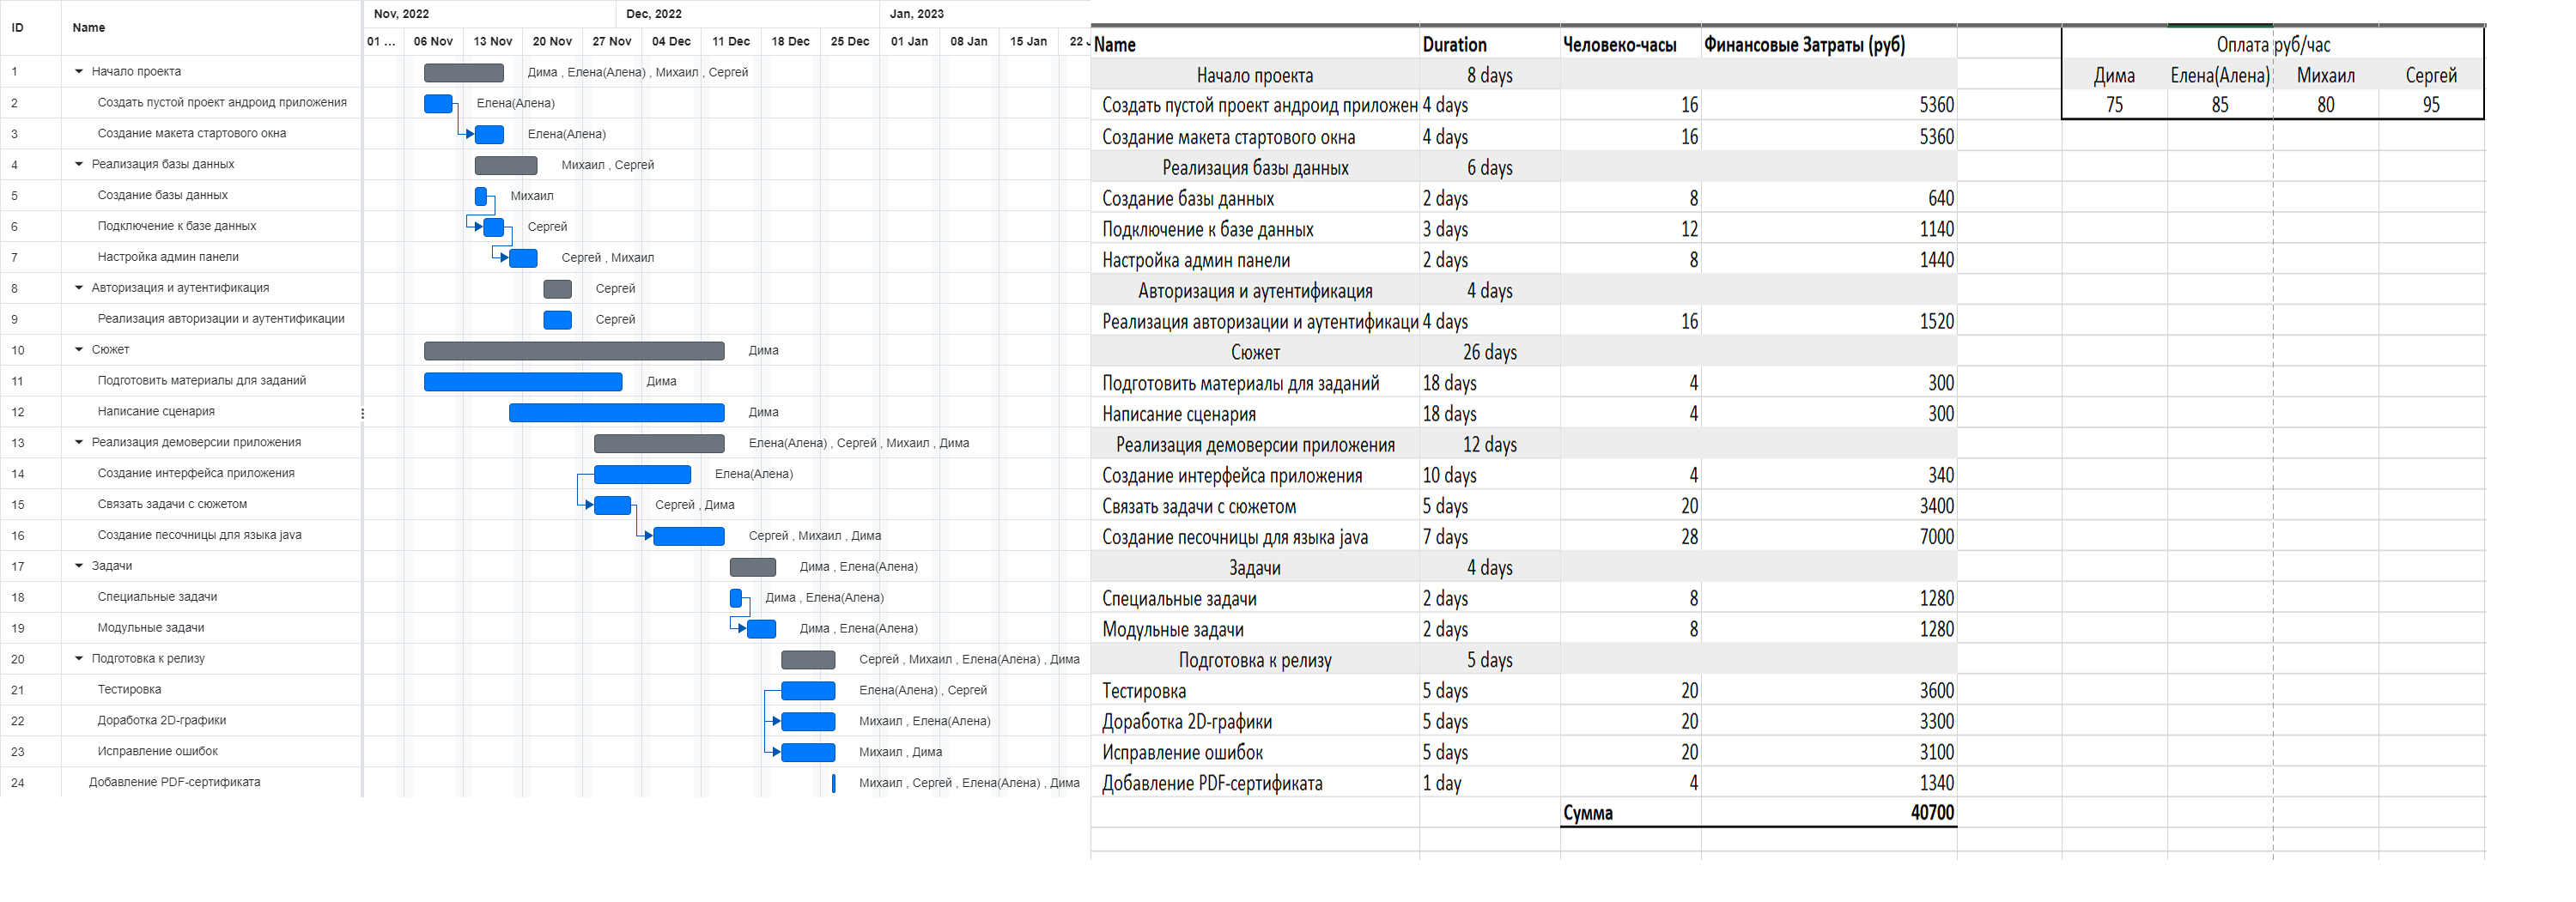 ID Name Nov, 2022 Dec, 2022 Jan, 2023
01 ... 06 Nov 13 Nov 20 Nov 27 Nov 04 Dec 11 Dec 18 Dec 25 Dec 01 Jan 08 Jan 15 Jan 22 J
1 Начало проекта Дима , Елена(Алена) , Михаил , Сергей
2 Создать пустой проект андроид приложения Елена(Алена)
3 Создание макета стартового окна Елена(Алена)
4 Реализация базы данных Михаил , Сергей
5 Создание базы данных Михаил
6 Подключение к базе данных Сергей
7 Настройка админ панели Сергей , Михаил
8 Авторизация и аутентификация Сергей
9 Реализация авторизации и аутентификации Сергей
10 Сюжет Дима
11 Подготовить материалы для заданий Дима
12 Написание сценария Дима
13 Реализация демоверсии приложения Елена(Алена) , Сергей , Михаил , Дима
14 Создание интерфейса приложения Елена(Алена)
15 Связать задачи с сюжетом Сергей , Дима
16 Создание песочницы для языка java Сергей , Михаил , Дима
17 Задачи Дима , Елена(Алена)
18 Специальные задачи Дима , Елена(Алена)
19 Модульные задачи Дима , Елена(Алена)
20 Подготовка к релизу Сергей , Михаил , Елена(Алена) , Дима
21 Тестировка Елена(Алена) , Сергей
22 Доработка 2D-графики Михаил , Елена(Алена)
23 Исправление ошибок Михаил , Дима
24 Добавление PDF-сертификата Михаил , Сергей , Елена(Алена) , Дима
Name Duration Человеко-часы Финансовые Затраты (руб)
Начало проекта 8 days
Создать пустой проект андроид приложен 4 days 16 5360
Создание макета стартового окна 4 days 16 5360
Реализация базы данных 6 days
Создание базы данных 2 days 8 640
Подключение к базе данных 3 days 12 1140
Настройка админ панели 2 days 8 1440
Авторизация и аутентификация 4 days
Реализация авторизации и аутентификаци 4 days 16 1520
Сюжет 26 days
Подготовить материалы для заданий 18 days 4 300
Написание сценария 18 days 4 300
Реализация демоверсии приложения 12 days
Создание интерфейса приложения 10 days 4 340
Связать задачи с сюжетом 5 days 20 3400
Создание песочницы для языка java 7 days 28 7000
Задачи 4 days
Специальные задачи 2 days 8 1280
Модульные задачи 2 days 8 1280
Подготовка к релизу 5 days
Тестировка 5 days 20 3600
Доработка 2D-графики 5 days 20 3300
Исправление ошибок 5 days 20 3100
Добавление PDF-сертификата 1 day 4 1340
Сумма 40700
Оплата руб/час
Дима Елена(Алена) Михаил Сергей
75 85 80 95